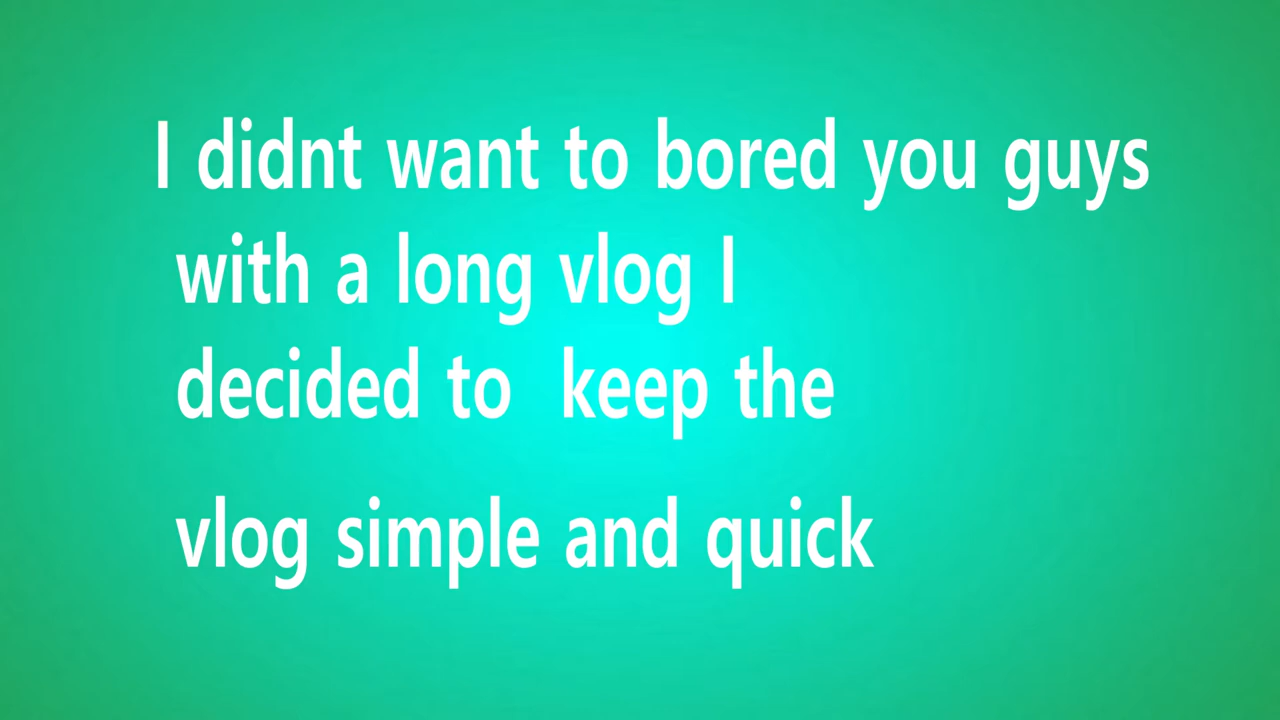 I didnt want to bored you guys
with a long vlog I
decided to keep the
vlog simple and quick